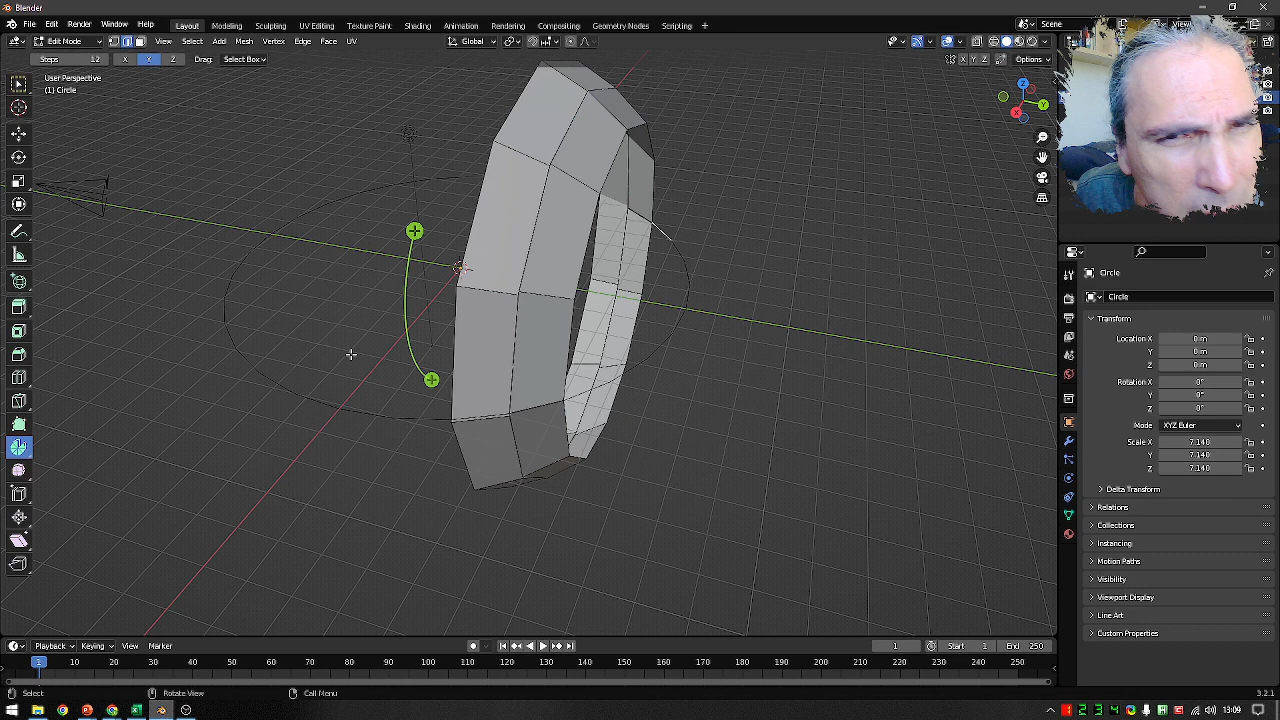 Blender
File Edit Render Window Help Layout Modeling Sculpting UV Editing Texture Paint Shading Animation Rendering Compositing Geometry Nodes Scripting + Scene
Edit Mode View Select Add Mesh Vertex Edge Face UV Global
Steps 12 X Y Z Drag: Select Box X Y Z Options
User Perspective
(1) Circle
Z
Y
X
Circle
Circle
Transform
Location X 0 m
Y 0 m
Z 0 m
Rotation X 0°
Y 0°
Z 0°
Mode XYZ Euler
Scale X 7.140
Y 7.140
Z 7.140
Delta Transform
Relations
Collections
Instancing
Motion Paths
Visibility
Viewport Display
Line Art
Custom Properties
Playback Keying View Marker 1 Start 1 End 250
1 10 20 30 40 50 60 70 80 90 100 110 120 130 140 150 160 170 180 190 200 210 220 230 240 250
Select Rotate View Call Menu 3.2.1
13:09